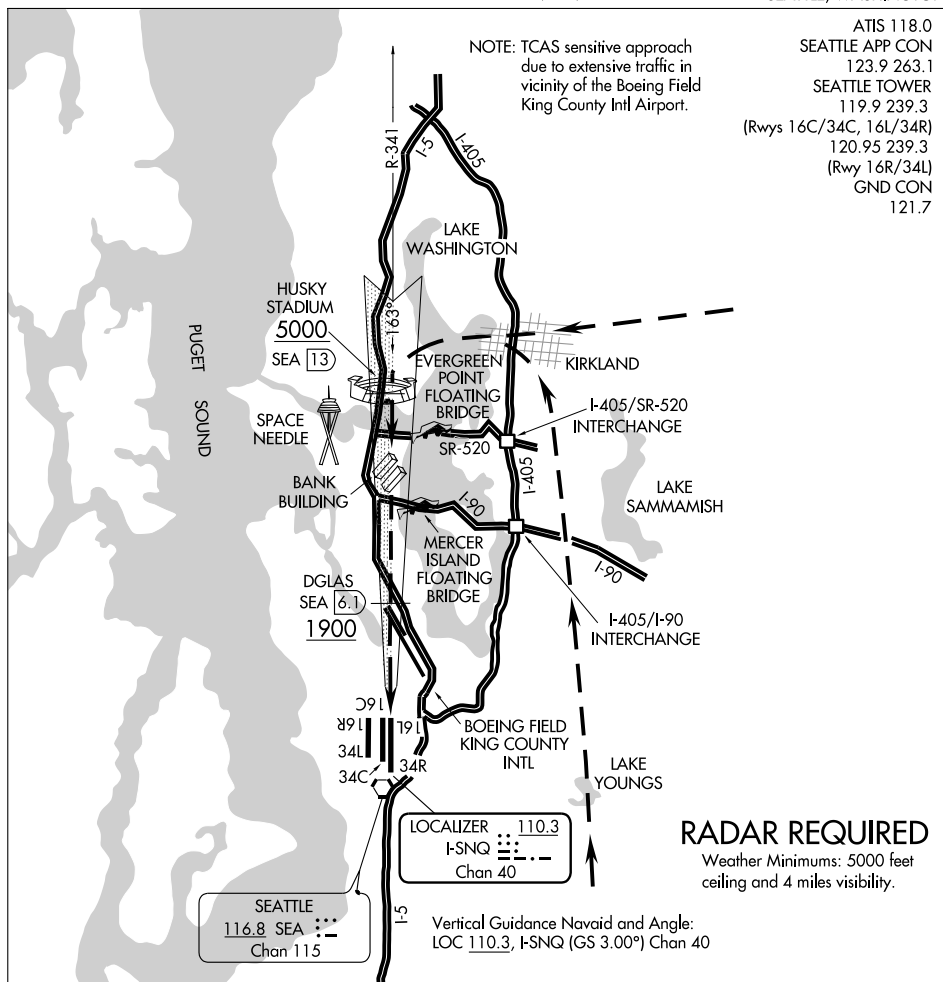 NOTE: TCAS sensitive approach
due to extensive traffic in
vicinity of the Boeing Field
King County Intl Airport.
ATIS 118.0
SEATTLE APP CON
123.9 263.1
SEATTLE TOWER
119.9 239.3
(Rwys 16C/34C, 16L/34R)
120.95 239.3
(Rwy 16R/34L)
GND CON
121.7
R-341
I-5
I-405
LAKE
WASHINGTON
HUSKY
STADIUM
5000
SEA 13
163°
PUGET
SOUND
EVERGREEN
POINT
FLOATING
BRIDGE
KIRKLAND
SPACE
NEEDLE
I-405/SR-520
INTERCHANGE
SR-520
I-405
BANK
BUILDING
I-90
LAKE
SAMMAMISH
MERCER
ISLAND
FLOATING
BRIDGE
I-90
DGLAS
SEA 6.1
1900
I-405/I-90
INTERCHANGE
16R
16C
16L
34L
34C
34R
BOEING FIELD
KING COUNTY
INTL
LAKE
YOUNGS
LOCALIZER 110.3
I-SNQ
Chan 40
RADAR REQUIRED
Weather Minimums: 5000 feet
ceiling and 4 miles visibility.
SEATTLE
116.8 SEA
Chan 115
I-5
Vertical Guidance Navaid and Angle:
LOC 110.3, I-SNQ (GS 3.00°) Chan 40